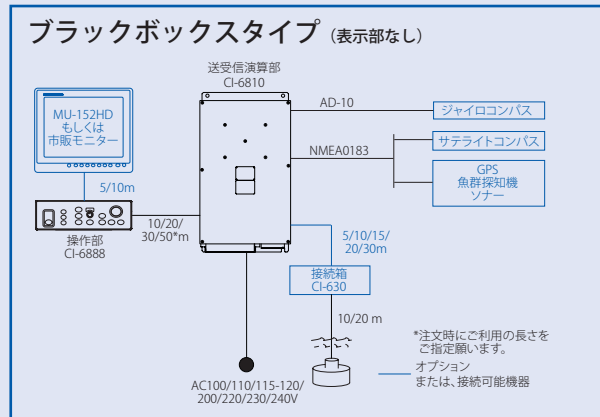 ブラックボックスタイプ（表示部なし）
送受信演算部
CI-6810
MU-152HD
もしくは
市販モニター
5/10m
操作部
CI-6888
10/20/
30/50*m
AD-10
ジャイロコンパス
NMEA0183
サテライトコンパス
GPS
魚群探知機
ソナー
5/10/15/
20/30m
接続箱
CI-630
10/20 m
AC100/110/115-120/
200/220/230/240V
*注文時にご利用の長さを
ご指定願います。
オプション
または、接続可能機器